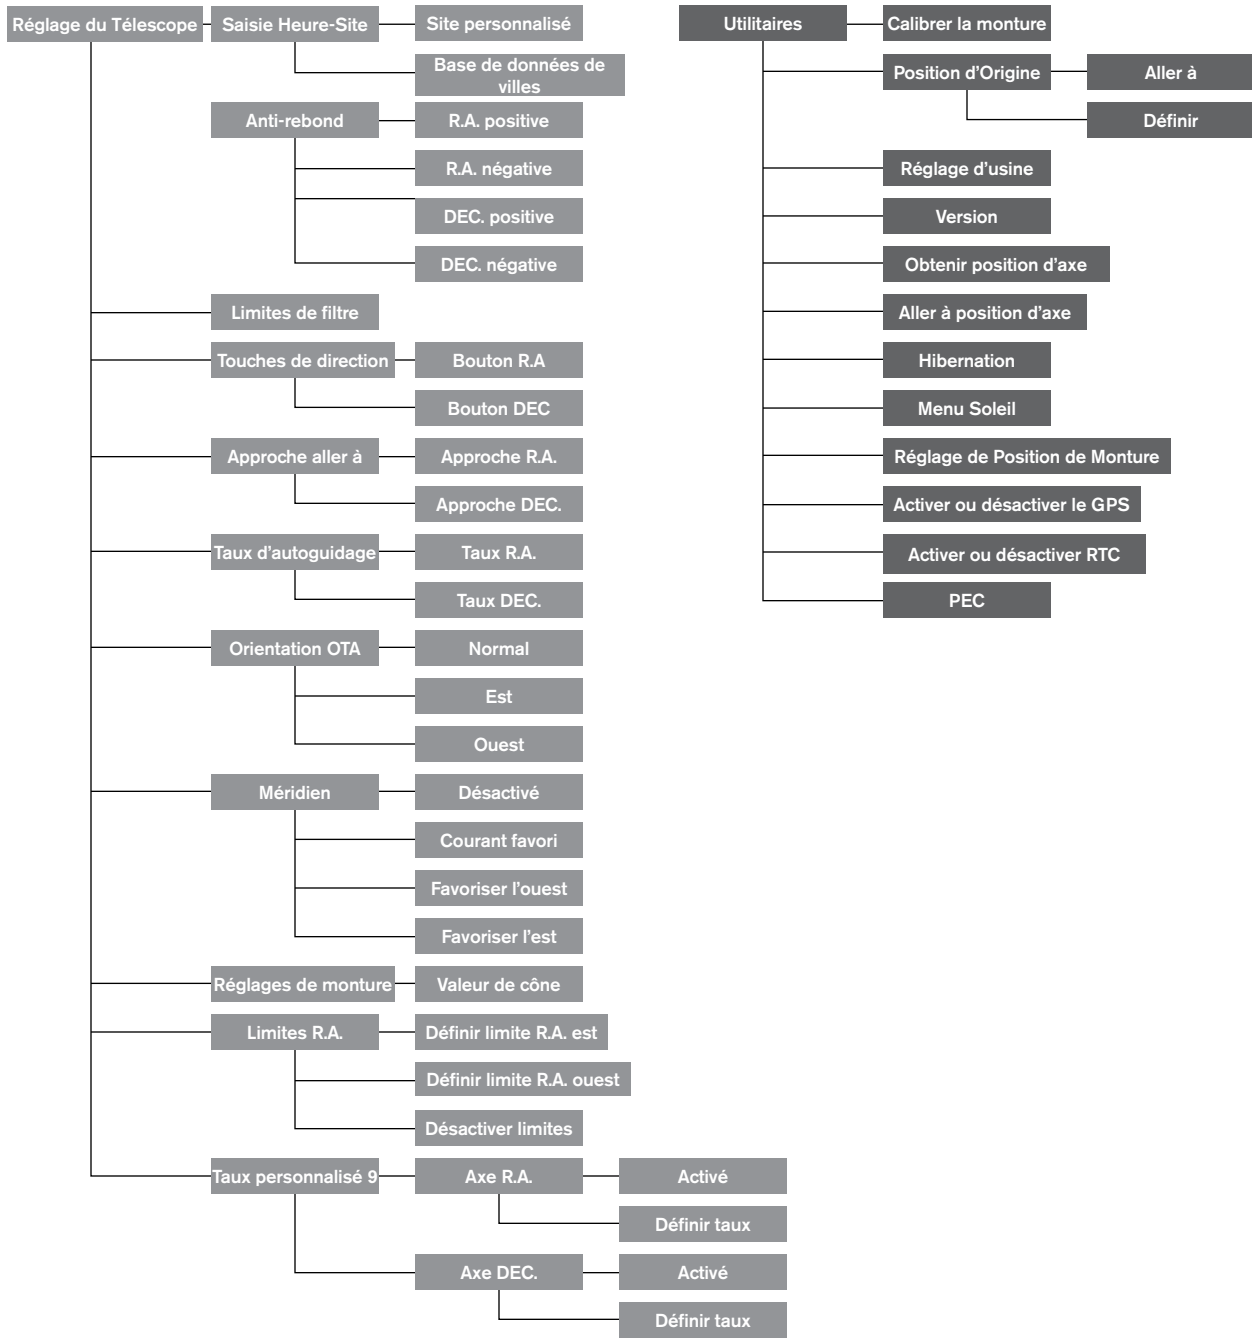 Réglage du Télescope
Saisie Heure-Site
Site personnalisé
Base de données de
villes
Anti-rebond
R.A. positive
R.A. négative
DEC. positive
DEC. négative
Limites de filtre
Touches de direction
Bouton R.A
Bouton DEC
Approche aller à
Approche R.A.
Approche DEC.
Taux d’autoguidage
Taux R.A.
Taux DEC.
Orientation OTA
Normal
Est
Ouest
Méridien
Désactivé
Courant favori
Favoriser l’ouest
Favoriser l’est
Réglages de monture
Valeur de cône
Limites R.A.
Définir limite R.A. est
Définir limite R.A. ouest
Désactiver limites
Taux personnalisé 9
Axe R.A.
Activé
Définir taux
Axe DEC.
Activé
Définir taux
Utilitaires
Calibrer la monture
Position d’Origine
Aller à
Définir
Réglage d’usine
Version
Obtenir position d’axe
Aller à position d’axe
Hibernation
Menu Soleil
Réglage de Position de Monture
Activer ou désactiver le GPS
Activer ou désactiver RTC
PEC